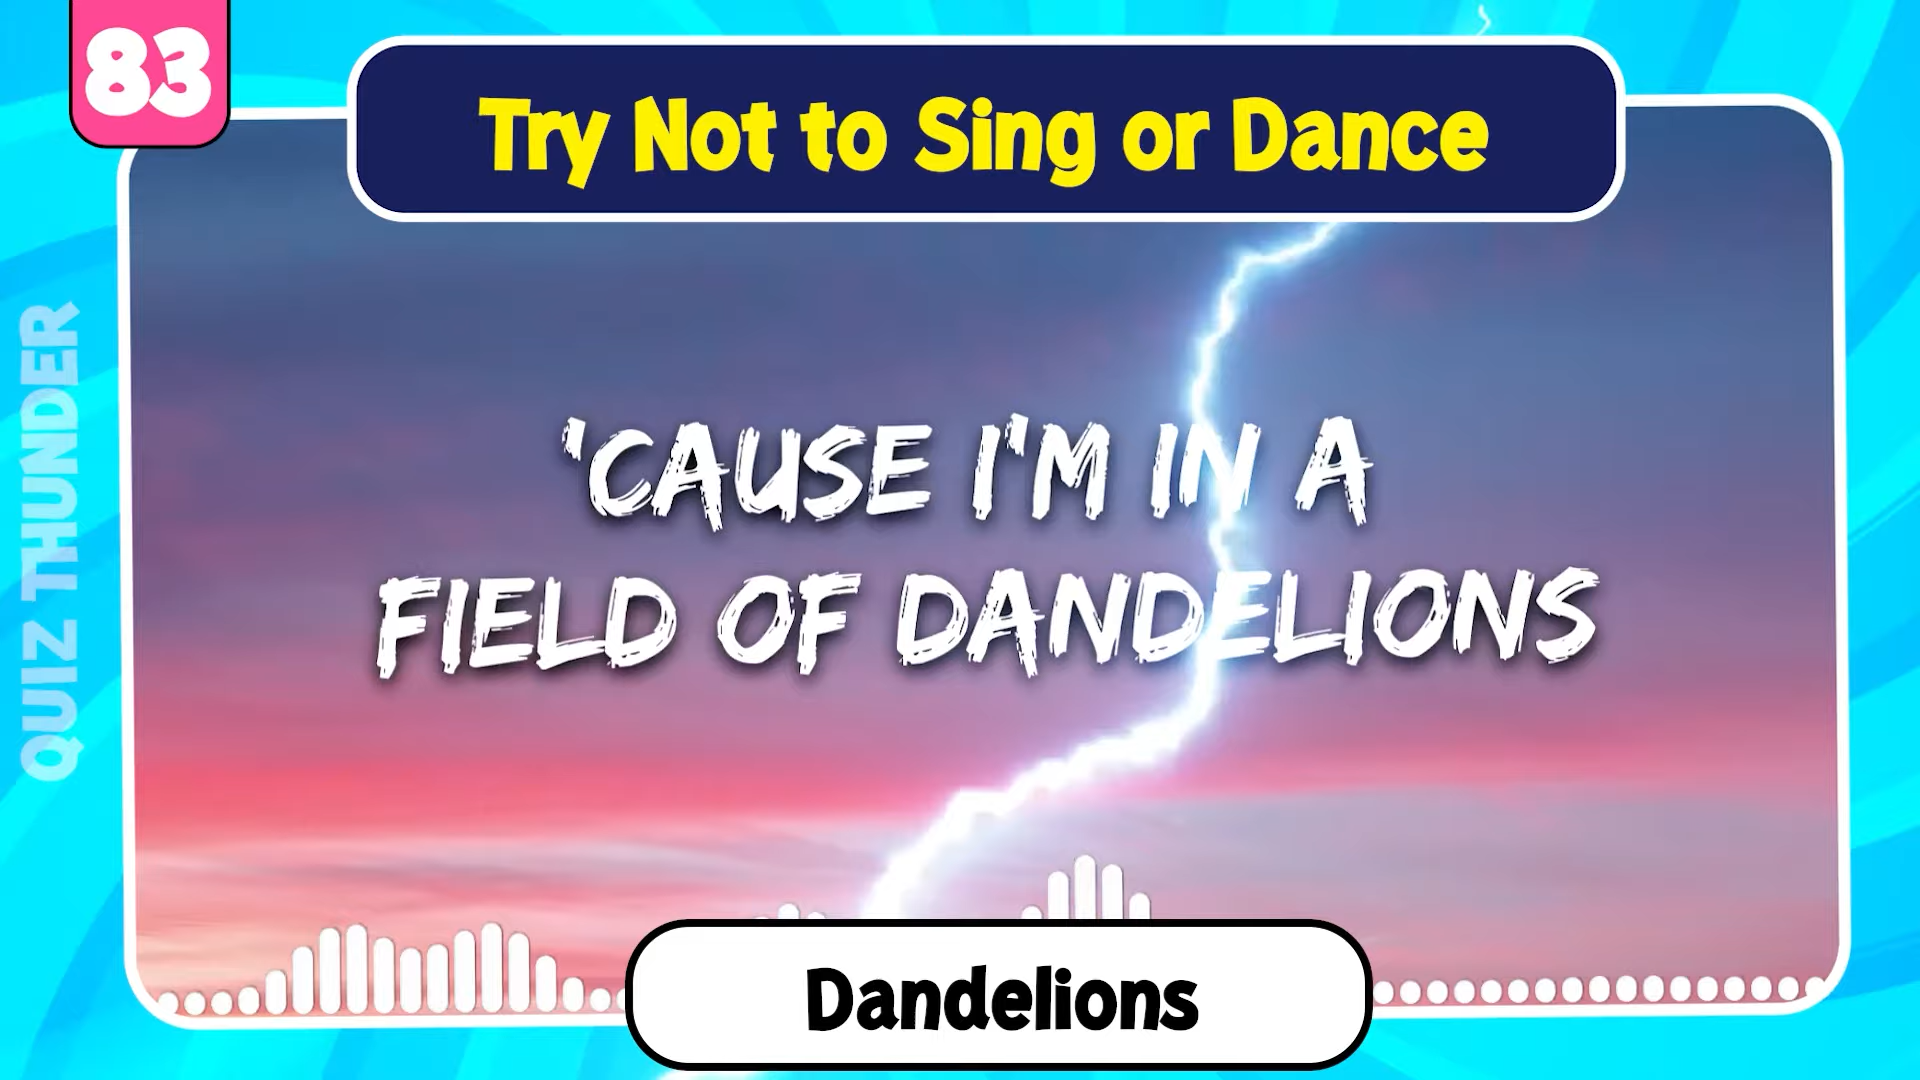 83
Try Not to Sing or Dance
QUIZ THUNDER
'CAUSE I'M IN A
FIELD OF DANDELIONS
Dandelions